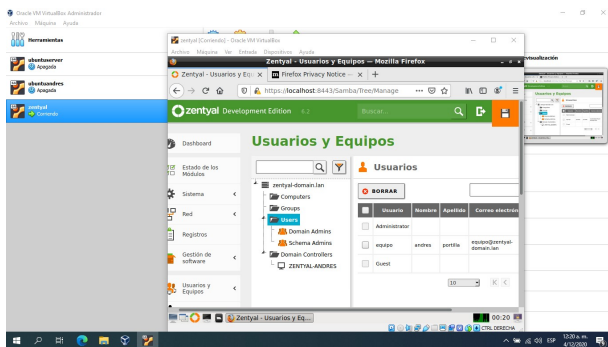 Oracle VM VirtualBox Administrador
Archivo Máquina Ayuda
Herramientas
ubuntuserver
Apagada
ubuntuandres
Apagada
zentyal
Corriendo
zentyal [Corriendo] - Oracle VM VirtualBox
Archivo Máquina Ver Entrada Dispositivos Ayuda
Zentyal - Usuarios y Equipos — Mozilla Firefox
Zentyal - Usuarios y Equ
Firefox Privacy Notice —
https://localhost:8443/Samba/Tree/Manage
zentyal Development Edition 6.2
Buscar...
Dashboard
Estado de los
Módulos
Sistema
Red
Registros
Gestión de
software
Usuarios y
Equipos
Usuarios y Equipos
zentyal-domain.lan
Computers
Groups
Users
Domain Admins
Schema Admins
Domain Controllers
ZENTYAL-ANDRES
Usuarios
BORRAR
Usuario Nombre Apellido Correo electrón
Administrator
equipo andres portilla equipo@zentyal-
domain.lan
Guest
10
Zentyal - Usuarios y Eq...
00:20
CTRL DERECHA
visualización
ESP
12:20 a. m.
4/12/2020